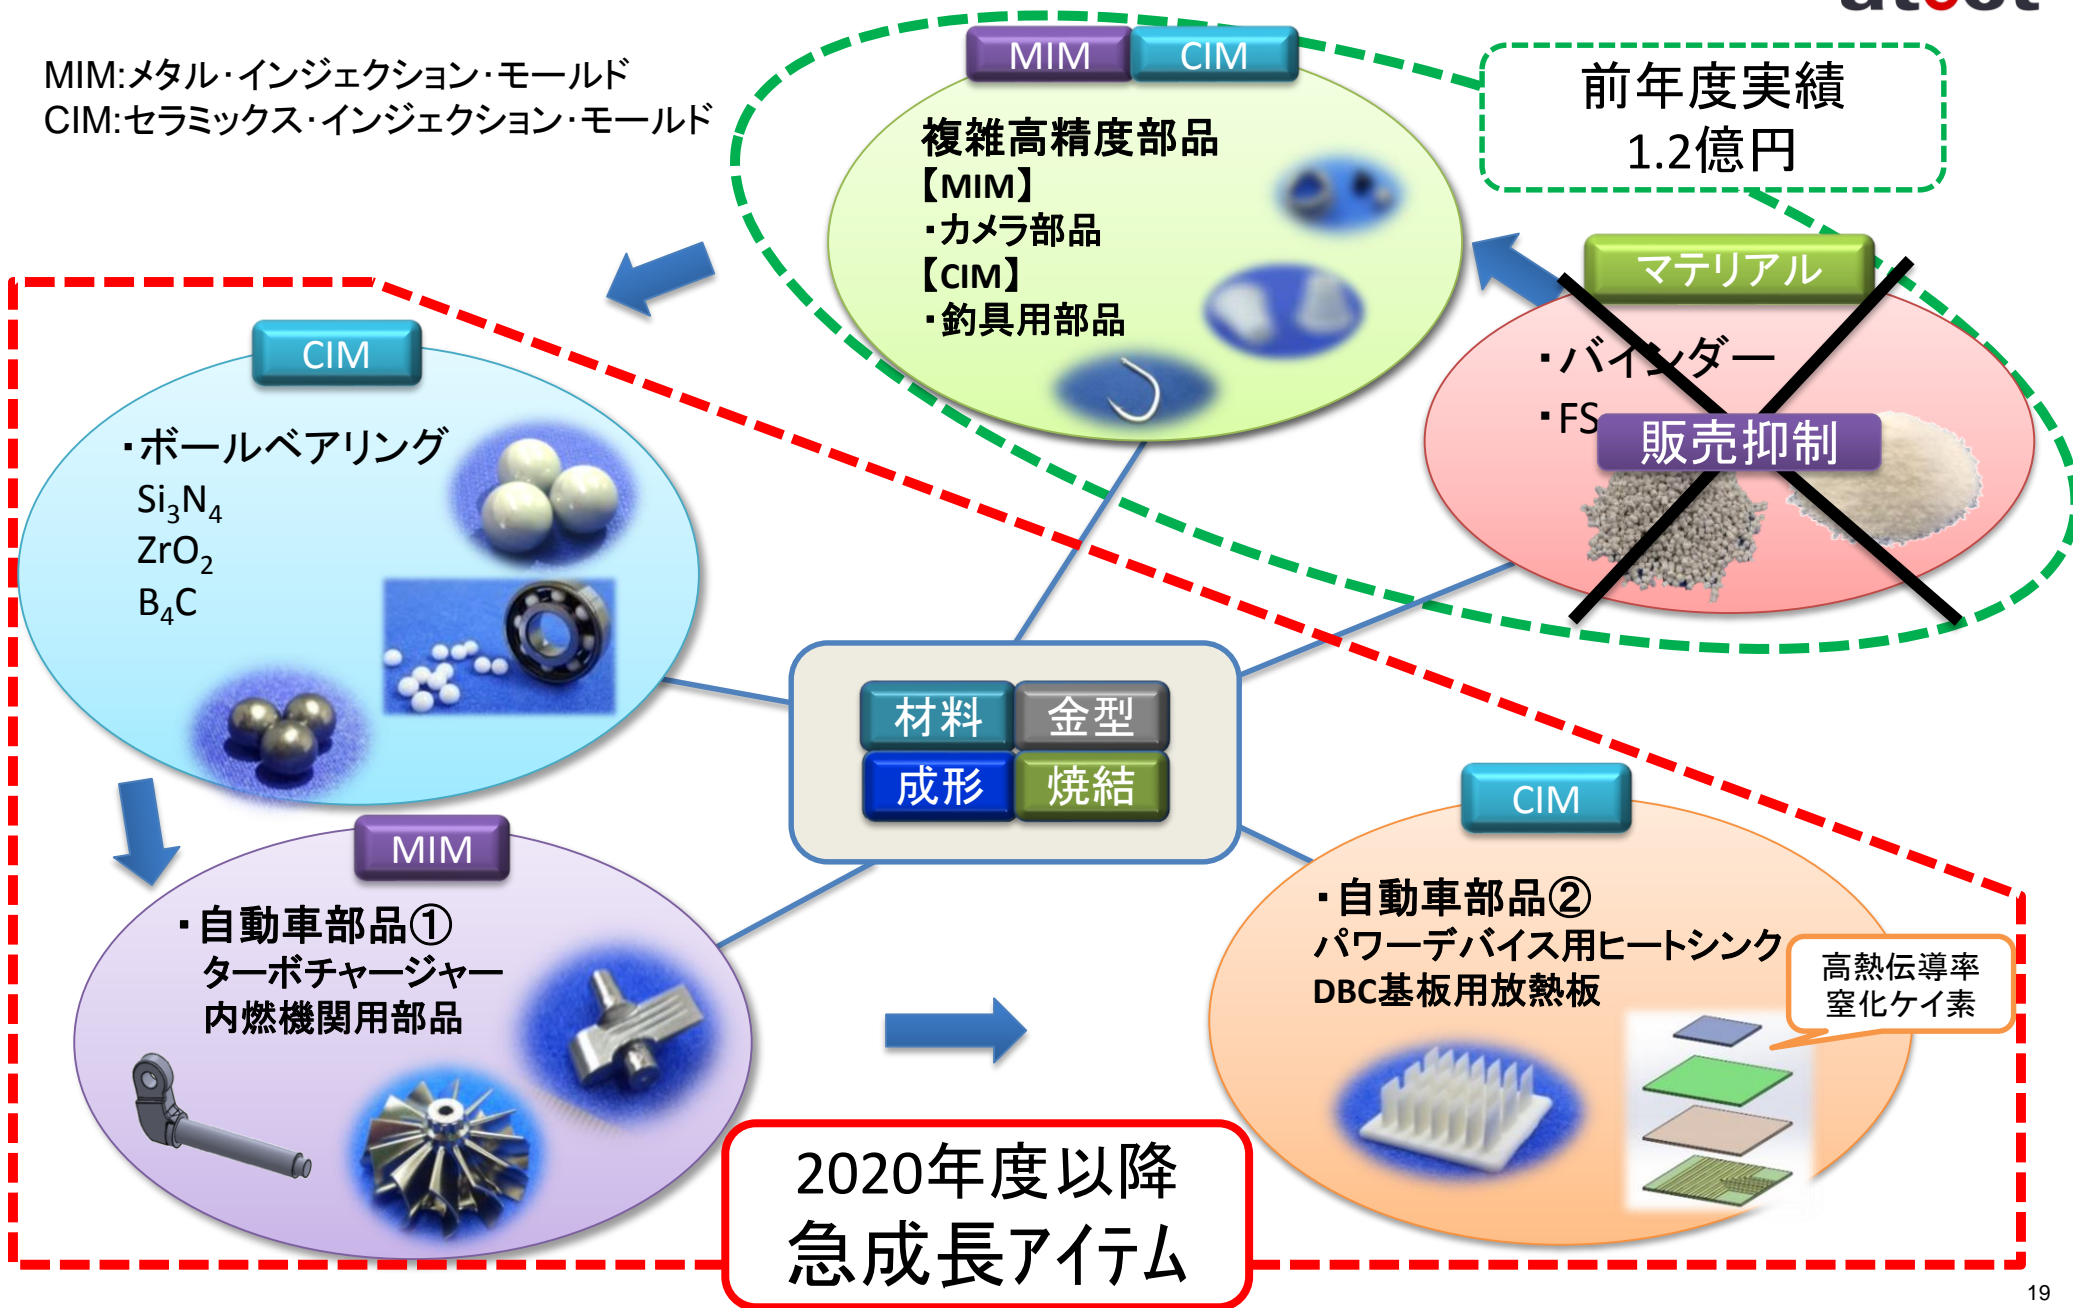 MIM:メタル・インジェクション・モールド
CIM:セラミックス・インジェクション・モールド
MIM
CIM
複雑高精度部品
【MIM】
・カメラ部品
【CIM】
・釣具用部品
前年度実績
1.2億円
マテリアル
・バインダー
・FS
販売抑制
CIM
・ボールベアリング
Si₃N₄
ZrO₂
B₄C
材料
金型
成形
焼結
MIM
・自動車部品①
ターボチャージャー
内燃機関用部品
CIM
・自動車部品②
パワーデバイス用ヒートシンク
DBC基板用放熱板
高熱伝導率
窒化ケイ素
2020年度以降
急成長アイテム
19